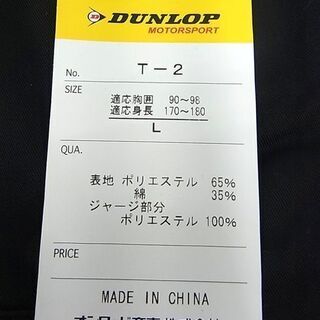 DUNLOP
MOTORSPORT
No. T-2
SIZE
適応胸囲 90~98
適応身長 170~180
L
QUA.
表地 ポリエステル 65%
綿 35%
ジャージ部分
ポリエステル 100%
PRICE
MADE IN CHINA